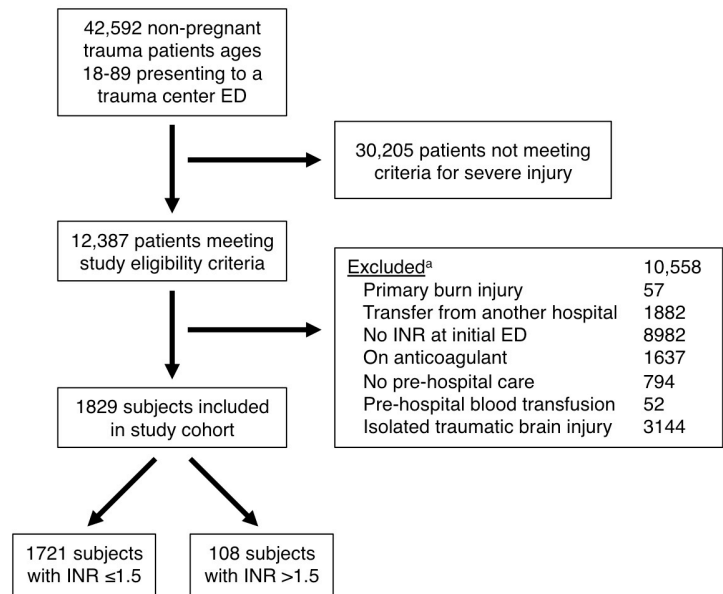 42,592 non-pregnant
trauma patients ages
18-89 presenting to a
trauma center ED
30,205 patients not meeting
criteria for severe injury
12,387 patients meeting
study eligibility criteria
Excludedᵃ 10,558
Primary burn injury 57
Transfer from another hospital 1882
No INR at initial ED 8982
On anticoagulant 1637
No pre-hospital care 794
Pre-hospital blood transfusion 52
Isolated traumatic brain injury 3144
1829 subjects included
in study cohort
1721 subjects
with INR ≤1.5
108 subjects
with INR >1.5